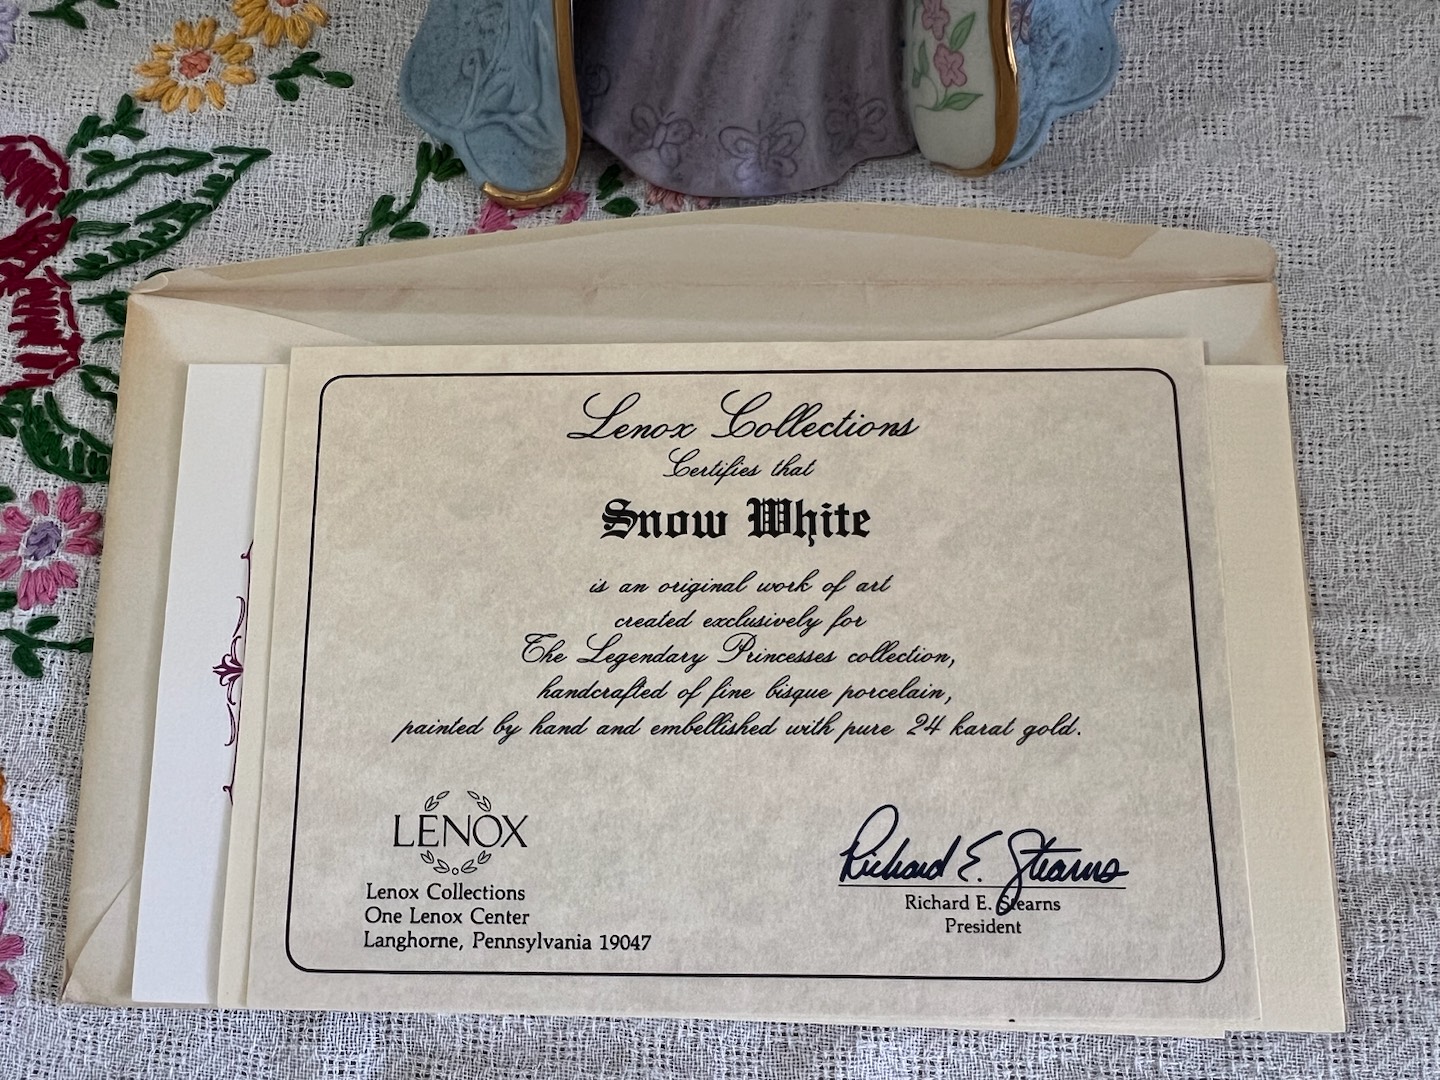 Lenox Collections
Certifies that
Snow White
is an original work of art
created exclusively for
The Legendary Princesses collection,
handcrafted of fine bisque porcelain,
painted by hand and embellished with pure 24 karat gold.
LENOX
Lenox Collections
One Lenox Center
Langhorne, Pennsylvania 19047
Richard E. Stearns
Richard E. Stearns
President